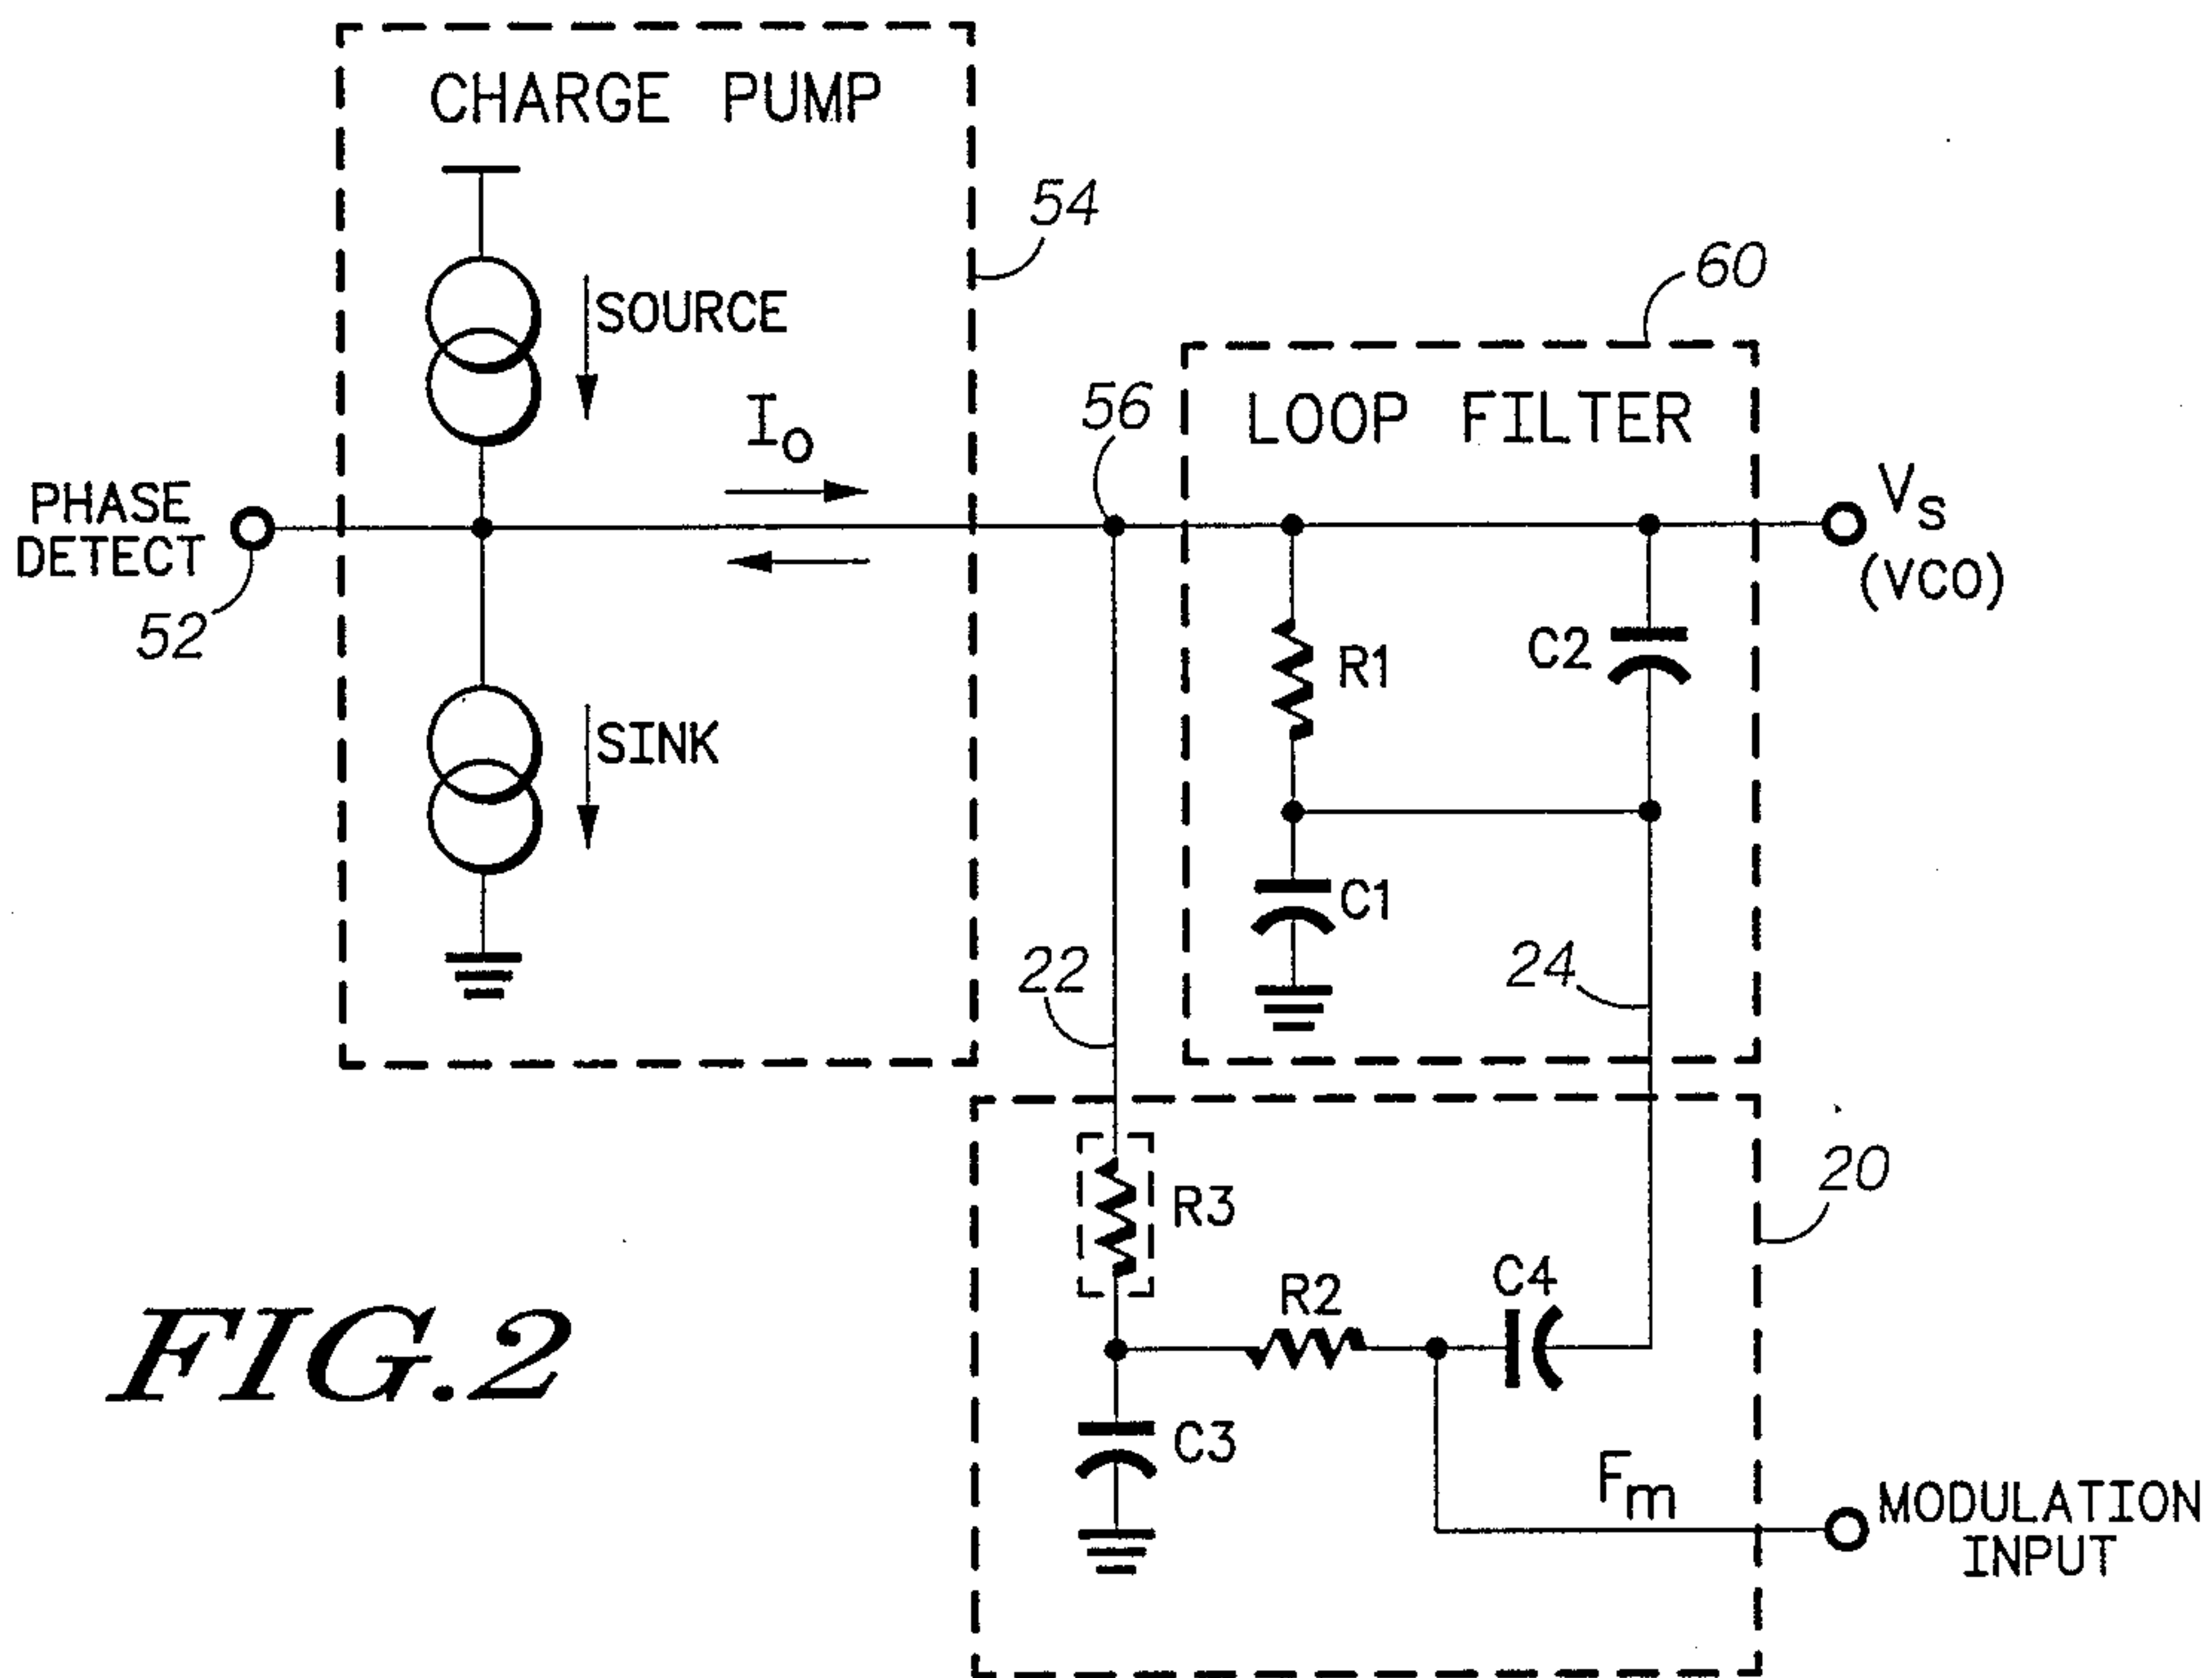 CHARGE PUMP
54
SOURCE
60
I₀
56
LOOP FILTER
PHASE
DETECT
52
Vs
(VCO)
R1
C2
SINK
C1
22
24
R3
20
R2
C4
C3
Fm
MODULATION
INPUT
FIG.2